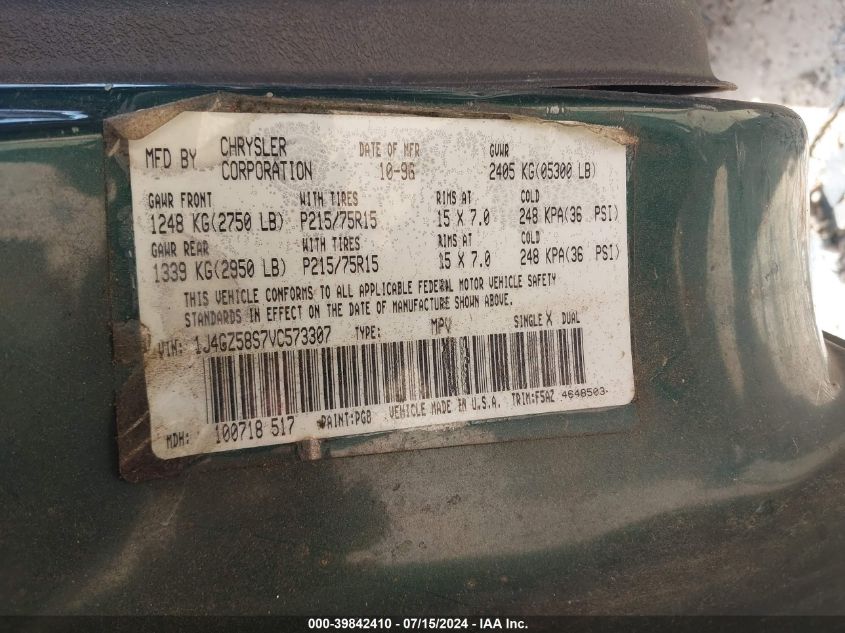 MFD BY CHRYSLER CORPORATION DATE OF MFR 10-96 GVWR 2405 KG(05300 LB)
GAWR FRONT WITH TIRES RIMS AT COLD
1248 KG(2750 LB) P215/75R15 15 X 7.0 248 KPA(36 PSI)
GAWR REAR WITH TIRES RIMS AT COLD
1339 KG(2950 LB) P215/75R15 15 X 7.0 248 KPA(36 PSI)
THIS VEHICLE CONFORMS TO ALL APPLICABLE FEDERAL MOTOR VEHICLE SAFETY
STANDARDS IN EFFECT ON THE DATE OF MANUFACTURE SHOWN ABOVE.
VIN: 1J4GZ58S7VC573307 TYPE: MPV SINGLE X DUAL
MDH: 100718 517 PAINT:PGB VEHICLE MADE IN U.S.A. TRIM:F5AZ 4648503
000-39842410 - 07/15/2024 - IAA Inc.